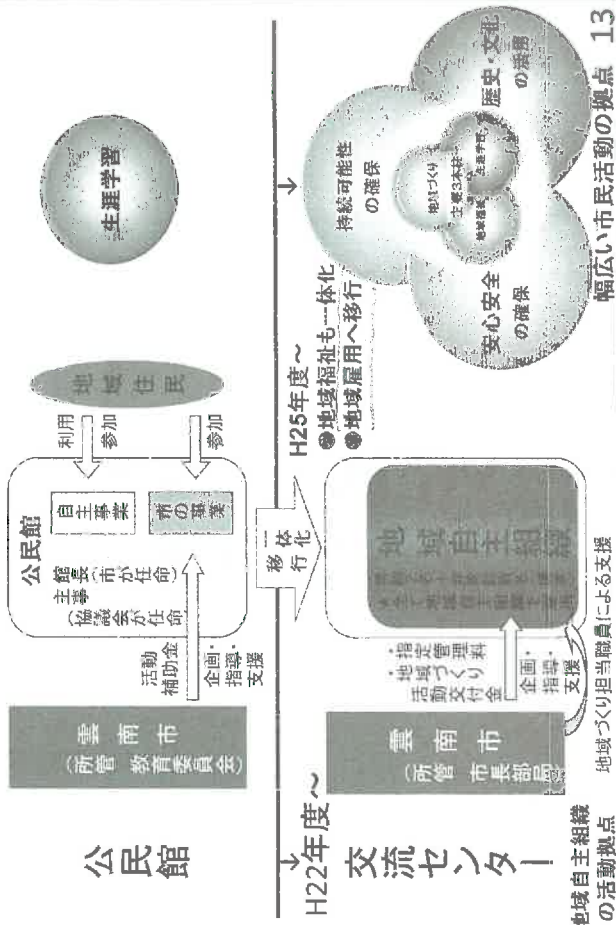 公民館
雲南市
(所管 教育委員会)
活動
補助金
企画・
指導・
支援
公民館
館長(市が任命)
主事
(協議会が任命)
自主事業
市の事業
利用
参加
参加
地域住民
生涯学習
H22年度~
移行
一体化
H25年度~
地域福祉も一体化
地域雇用へ移行
交流センター
地域自主組織
の活動拠点
雲南市
(所管 市長部局)
・指定管理料
・地域づくり
活動交付金
企画・
指導・
支援
地域づくり担当職員による支援
地域自主組織
持続可能性
の確保
地域づくり
主要3本柱
地域福祉
生涯学習
安心安全
の確保
歴史・文化
の活用
幅広い市民活動の拠点
13